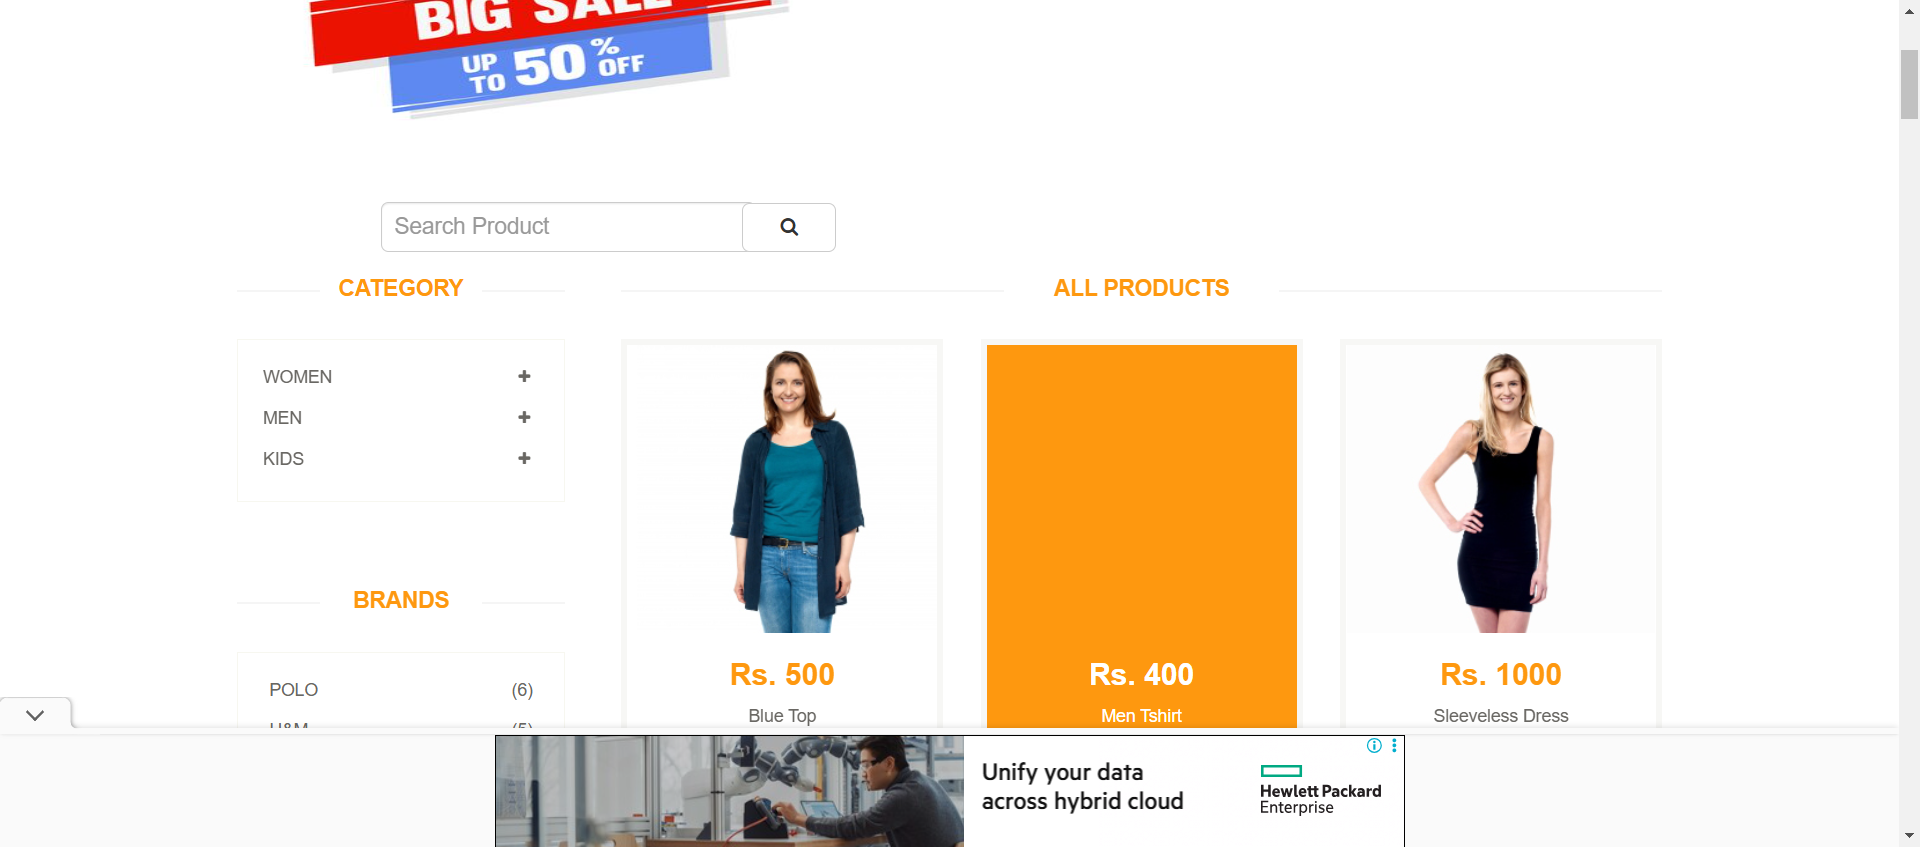 BIG SALE
UP TO 50% OFF
Search Product
CATEGORY
ALL PRODUCTS
WOMEN
MEN
KIDS
BRANDS
POLO (6)
H&M (5)
Rs. 500
Blue Top
Rs. 400
Men Tshirt
Rs. 1000
Sleeveless Dress
Unify your data
across hybrid cloud
Hewlett Packard
Enterprise